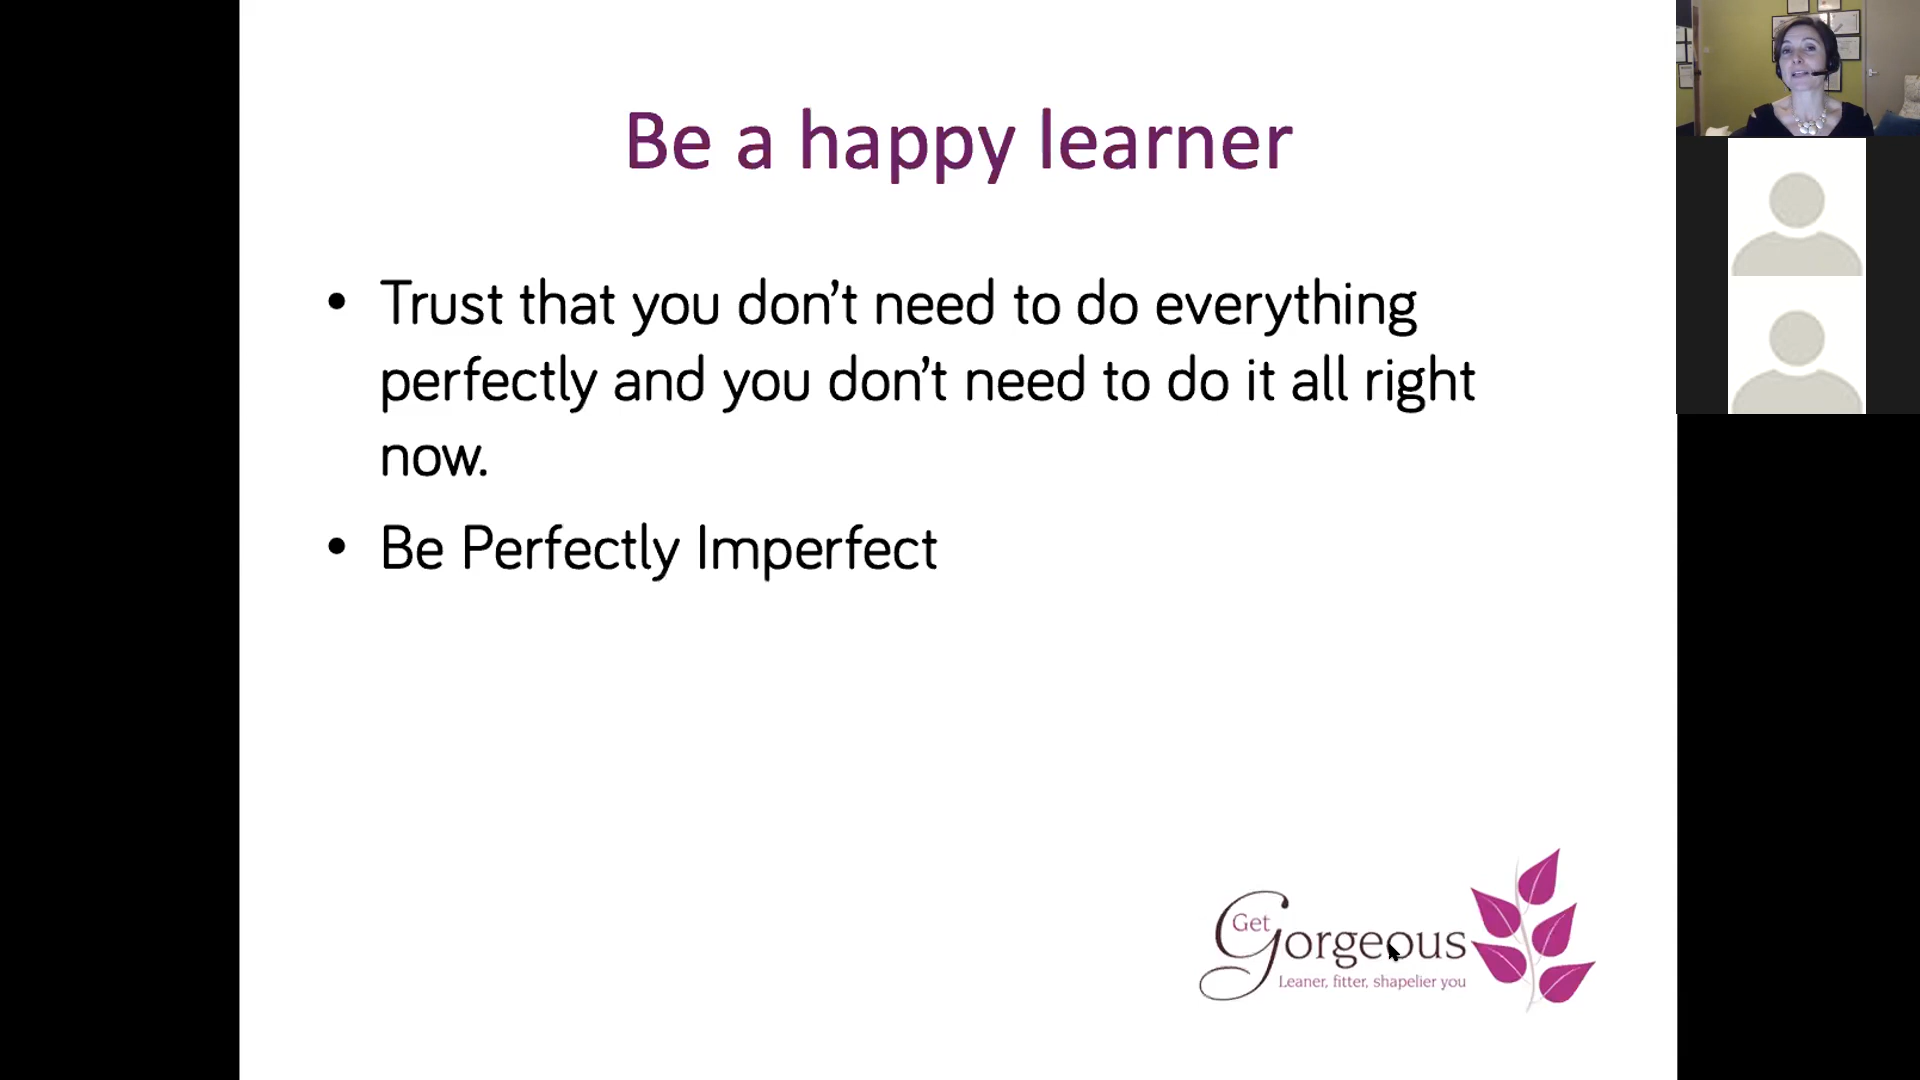 Be a happy learner
• Trust that you don’t need to do everything
perfectly and you don’t need to do it all right
now.
• Be Perfectly Imperfect
Get
Gorgeous
Leaner, fitter, shapelier you